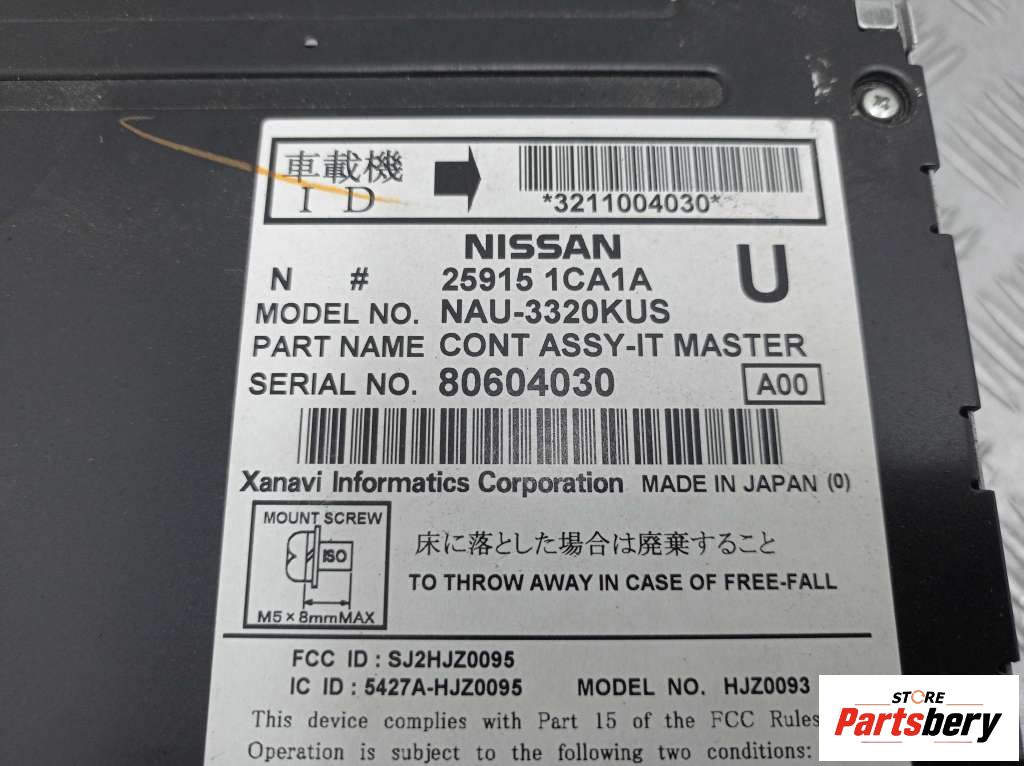 車載機
I D
*3211004030*
NISSAN
U
N # 25915 1CA1A
MODEL NO. NAU-3320KUS
PART NAME CONT ASSY-IT MASTER
SERIAL NO. 80604030
A00
Xanavi Informatics Corporation MADE IN JAPAN (0)
MOUNT SCREW
ISO
M5×8mmMAX
床に落とした場合は廃棄すること
TO THROW AWAY IN CASE OF FREE-FALL
FCC ID : SJ2HJZ0095
IC ID : 5427A-HJZ0095 MODEL NO. HJZ0093
This device complies with Part 15 of the FCC Rules
Operation is subject to the following two conditions:
STORE
Partsbery